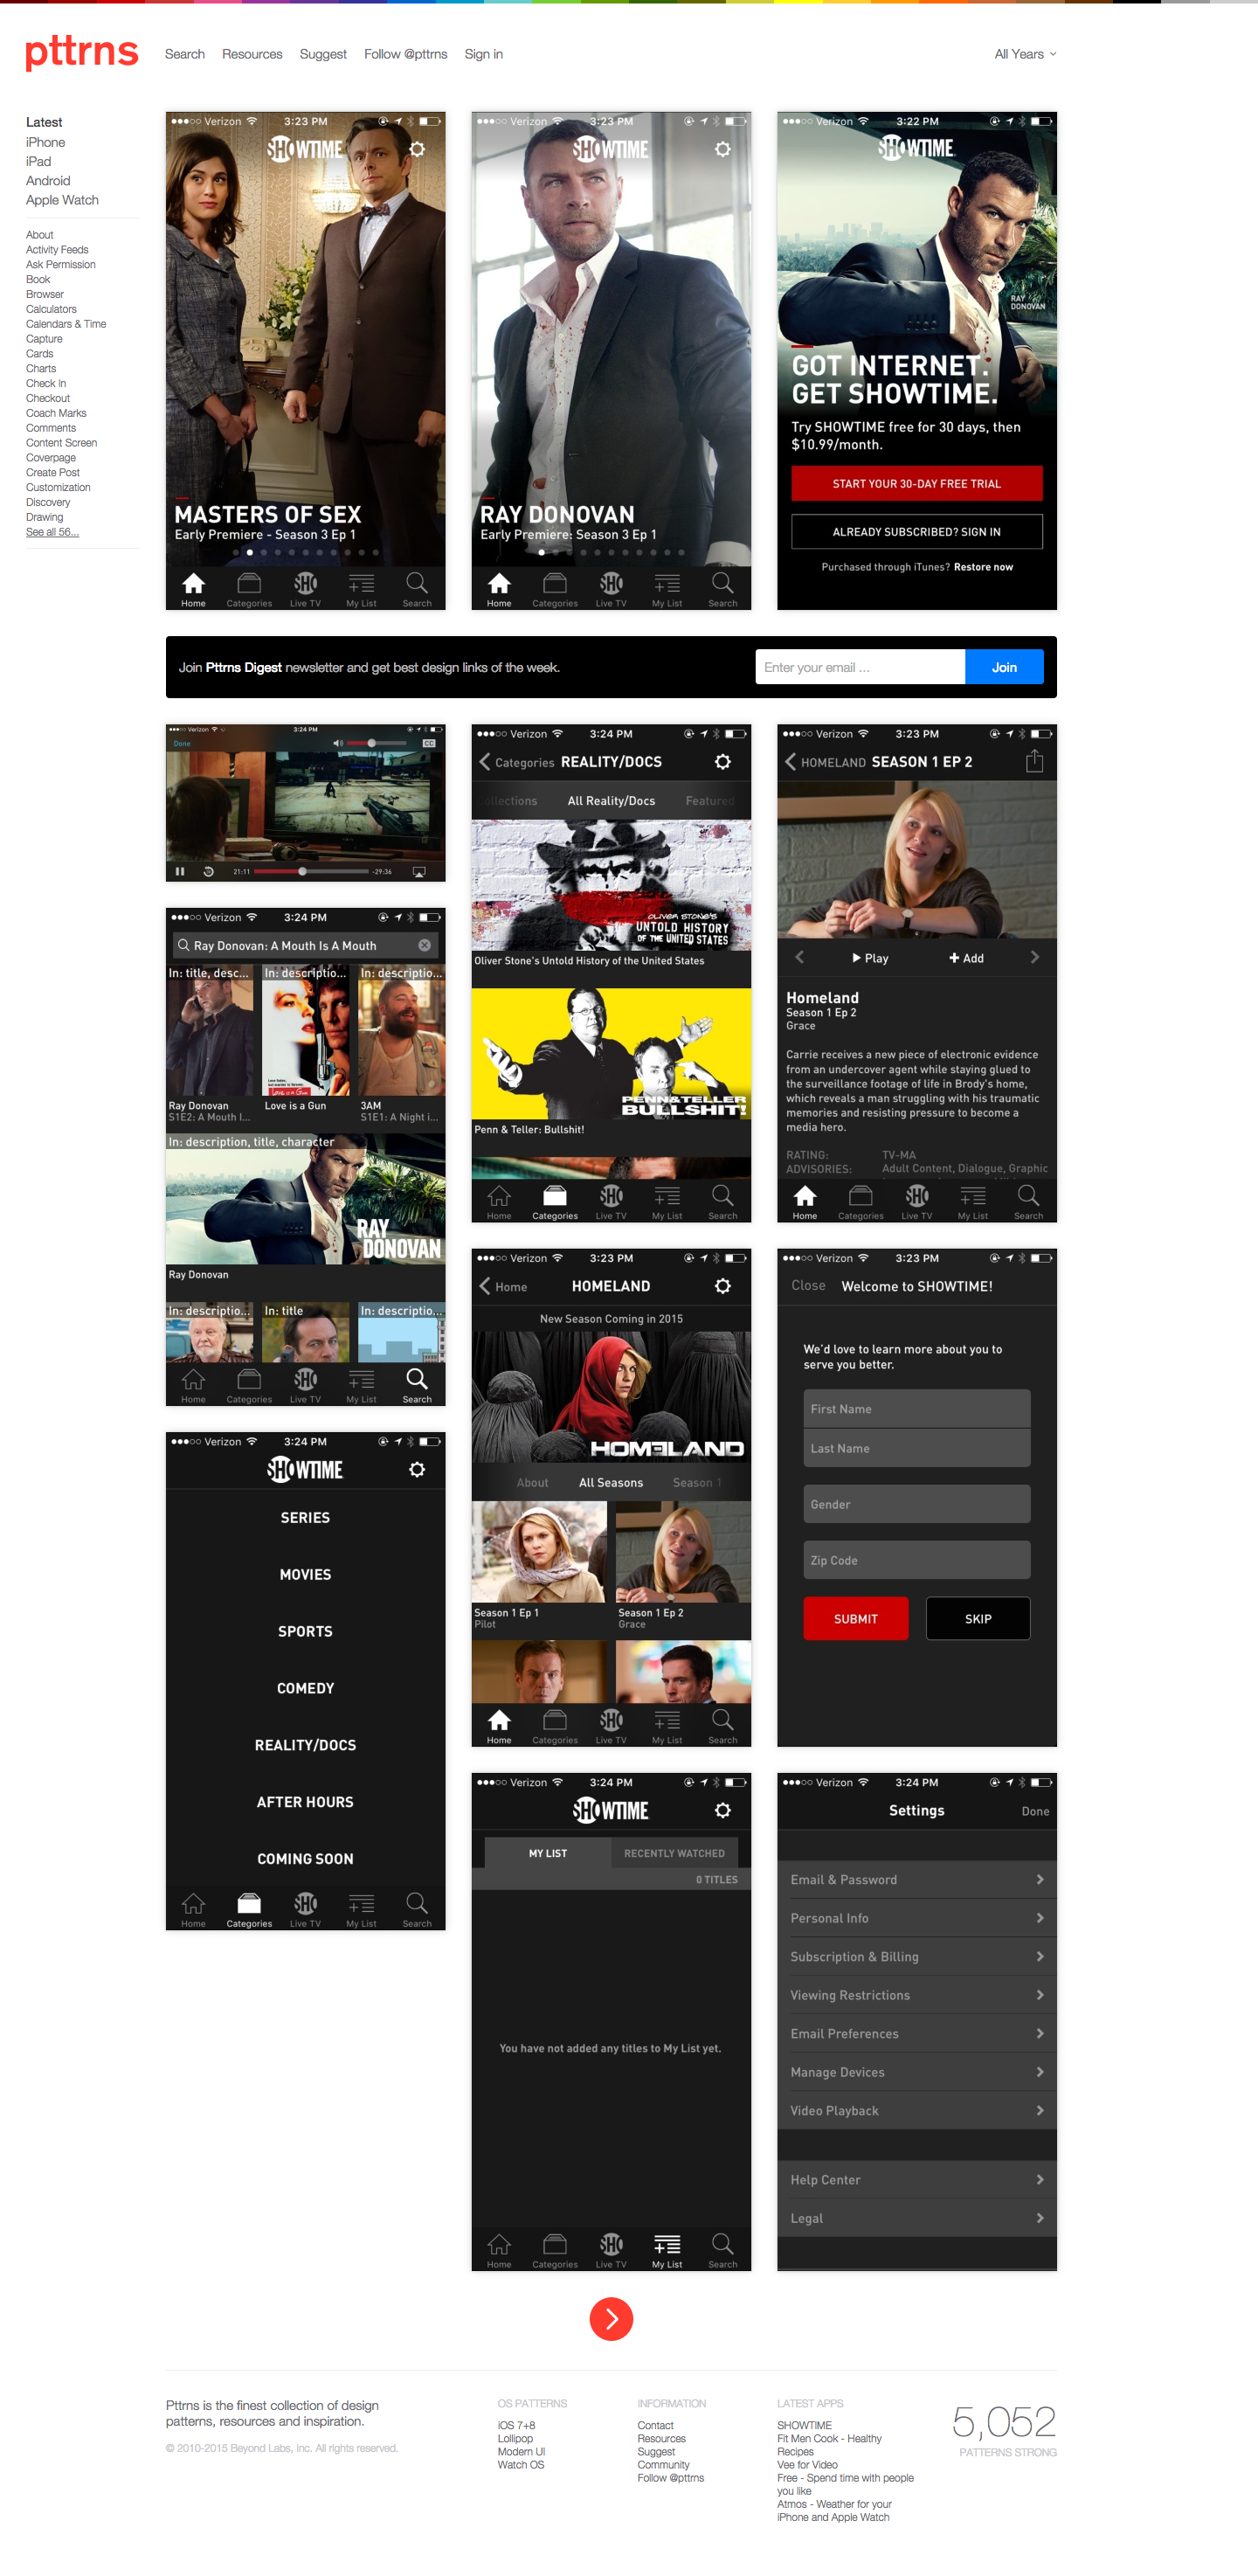 pttrns
Search Resources Suggest Follow @pttrns Sign in
All Years
Latest
iPhone
iPad
Android
Apple Watch
About
Activity Feeds
Ask Permission
Book
Browser
Calculators
Calendars & Time
Capture
Cards
Charts
Check In
Checkout
Coach Marks
Comments
Content Screen
Coverpage
Create Post
Customization
Discovery
Drawing
See all 56...
Verizon 3:23 PM
SHOWTIME
MASTERS OF SEX
Early Premiere - Season 3 Ep 1
Home Categories Live TV My List Search
Verizon 3:23 PM
SHOWTIME
RAY DONOVAN
Early Premiere: Season 3 Ep 1
Home Categories Live TV My List Search
Verizon 3:22 PM
SHOWTIME
RAY
DONOVAN
GOT INTERNET.
GET SHOWTIME.
Try SHOWTIME free for 30 days, then
$10.99/month.
START YOUR 30-DAY FREE TRIAL
ALREADY SUBSCRIBED? SIGN IN
Purchased through iTunes? Restore now
Join Pttrns Digest newsletter and get best design links of the week.
Enter your email ...
Join
Verizon 3:24 PM
Done
CC
21:11 -29:36
Verizon 3:24 PM
Ray Donovan: A Mouth Is A Mouth
In: title, desc... In: descriptio... In: descriptio...
Ray Donovan Love is a Gun 3AM
S1E2: A Mouth I... S1E1: A Night i...
In: description, title, character
RAY
DONOVAN
Ray Donovan
In: descriptio... In: title In: descriptio...
Home Categories Live TV My List Search
Verizon 3:24 PM
SHOWTIME
SERIES
MOVIES
SPORTS
COMEDY
REALITY/DOCS
AFTER HOURS
COMING SOON
Home Categories Live TV My List Search
Verizon 3:24 PM
Categories REALITY/DOCS
ollections All Reality/Docs Featured
OLIVER STONE'S
UNTOLD HISTORY
OF THE UNITED STATES
Oliver Stone's Untold History of the United States
PENN & TELLER
BULLSHIT!
Penn & Teller: Bullshit!
Home Categories Live TV My List Search
Verizon 3:23 PM
Home HOMELAND
New Season Coming in 2015
HOMELAND
About All Seasons Season 1
Season 1 Ep 1 Season 1 Ep 2
Pilot Grace
Home Categories Live TV My List Search
Verizon 3:24 PM
SHOWTIME
MY LIST RECENTLY WATCHED
0 TITLES
You have not added any titles to My List yet.
Home Categories Live TV My List Search
Verizon 3:23 PM
HOMELAND SEASON 1 EP 2
Play Add
Homeland
Season 1 Ep 2
Grace
Carrie receives a new piece of electronic evidence
from an undercover agent while staying glued to
the surveillance footage of life in Brody's home,
which reveals a man struggling with his traumatic
memories and resisting pressure to become a
media hero.
RATING: TV-MA
ADVISORIES: Adult Content, Dialogue, Graphic
Home Categories Live TV My List Search
Verizon 3:23 PM
Close Welcome to SHOWTIME!
We'd love to learn more about you to
serve you better.
First Name
Last Name
Gender
Zip Code
SUBMIT SKIP
Verizon 3:24 PM
Settings Done
Email & Password
Personal Info
Subscription & Billing
Viewing Restrictions
Email Preferences
Manage Devices
Video Playback
Help Center
Legal
Pttrns is the finest collection of design
patterns, resources and inspiration.
© 2010-2015 Beyond Labs, Inc. All rights reserved.
OS PATTERNS
iOS 7+8
Lollipop
Modern UI
Watch OS
INFORMATION
Contact
Resources
Suggest
Community
Follow @pttrns
LATEST APPS
SHOWTIME
Fit Men Cook - Healthy
Recipes
Vee for Video
Free - Spend time with people
you like
Atmos - Weather for your
iPhone and Apple Watch
5,052
PATTERNS STRONG